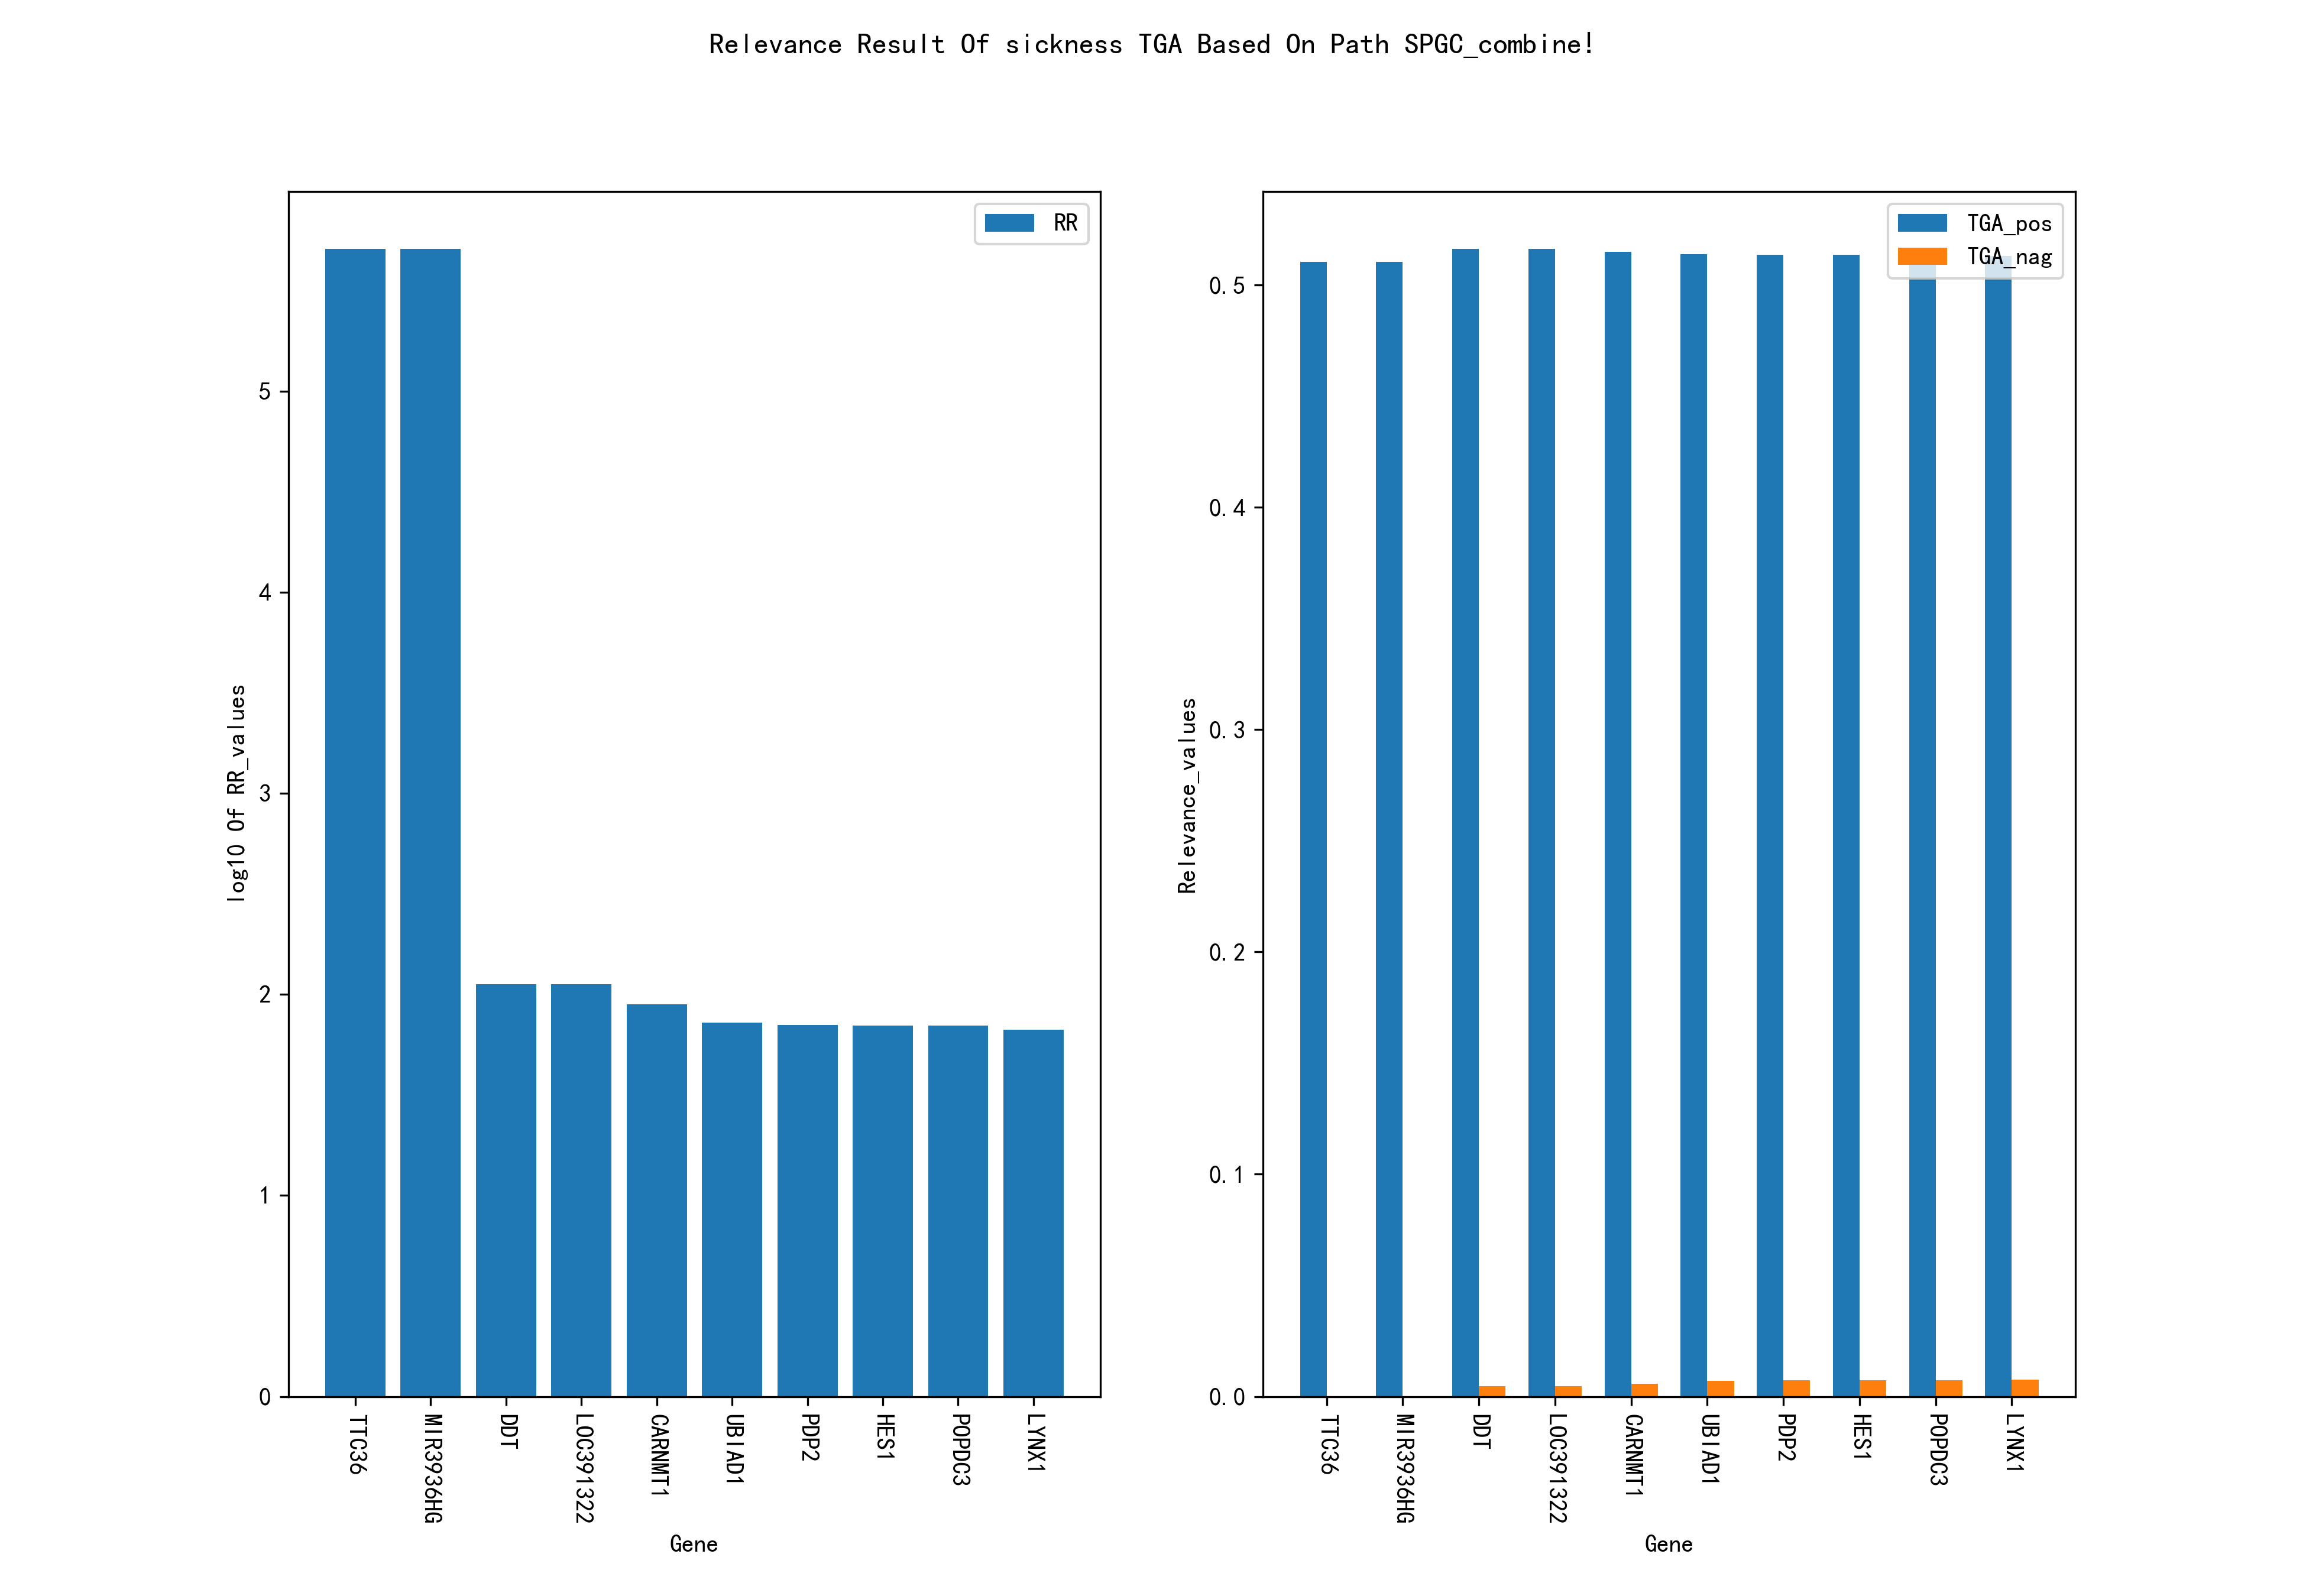 Relevance Result Of sickness TGA Based On Path SPGC_combine!
RR
5
4
3
2
1
0
log10 Of RR_values
TTC36
MIR3936HG
DDT
LOC391322
CARNMT1
UBIAD1
PDP2
HES1
POPDC3
LYNX1
Gene
TGA_pos
TGA_nag
0.5
0.4
0.3
0.2
0.1
0.0
Relevance_values
TTC36
MIR3936HG
DDT
LOC391322
CARNMT1
UBIAD1
PDP2
HES1
POPDC3
LYNX1
Gene